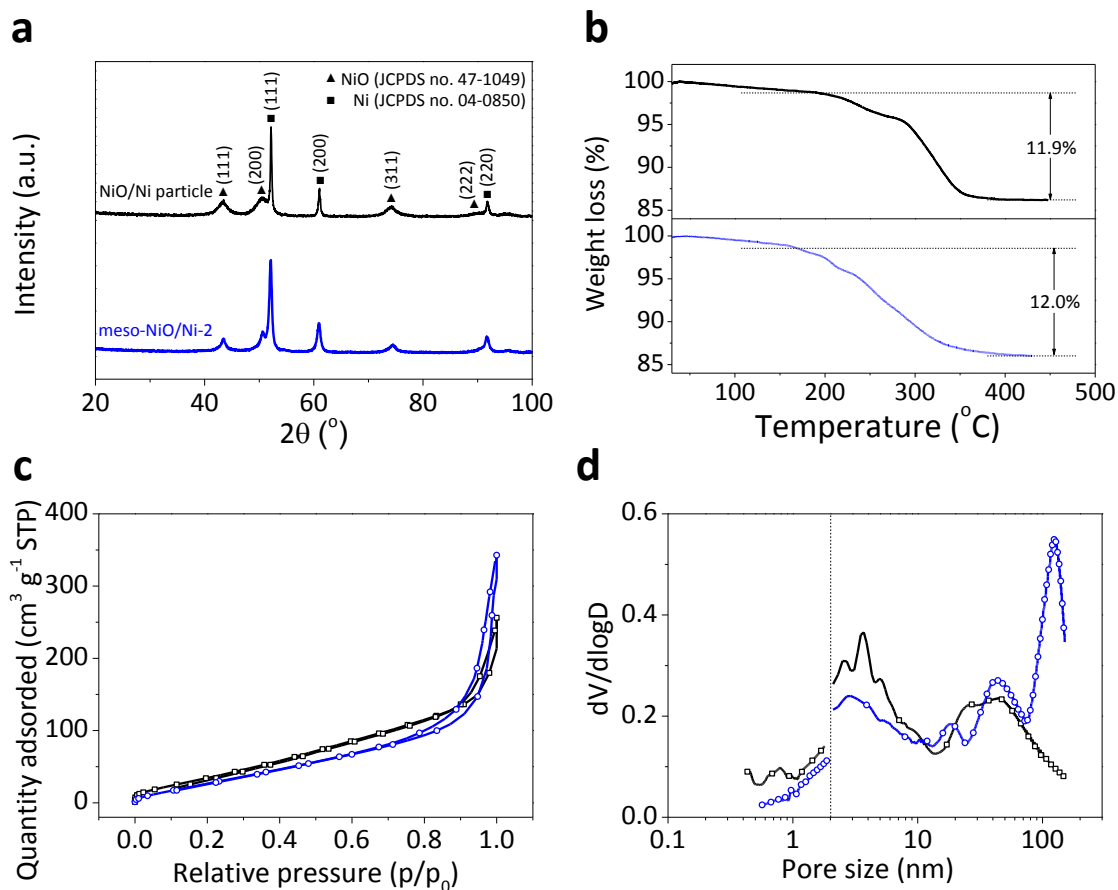 a
Intensity (a.u.)
▲ NiO (JCPDS no. 47-1049)
■ Ni (JCPDS no. 04-0850)
(111)
(200)
(111)
(200)
(311)
(222)
(220)
NiO/Ni particle
meso-NiO/Ni-2
20 40 60 80 100
2θ (°)
b
Weight loss (%)
100
95
90
85
11.9%
100
95
90
85
12.0%
100 200 300 400 500
Temperature (°C)
c
Quantity adsorded (cm³ g⁻¹ STP)
400
300
200
100
0
0.0 0.2 0.4 0.6 0.8 1.0
Relative pressure (p/p₀)
d
dV/dlogD
0.6
0.4
0.2
0.0
0.1 1 10 100
Pore size (nm)